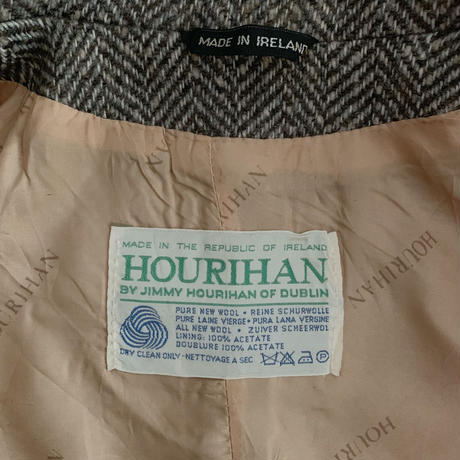 MADE IN IRELAND
HOURIHAN
HOURIHAN
HOURIHAN
MADE IN THE REPUBLIC OF IRELAND
HOURIHAN
BY JIMMY HOURIHAN OF DUBLIN
PURE NEW WOOL • REINE SCHURWOLLE
PURE LAINE VIERGE • PURA LANA VERGINE
ALL NEW WOOL • ZUIVER SCHEERWOL
LINING: 100% ACETATE
DOUBLURE 100% ACETATE
DRY CLEAN ONLY • NETTOYAGE A SEC
P
HOURIHAN